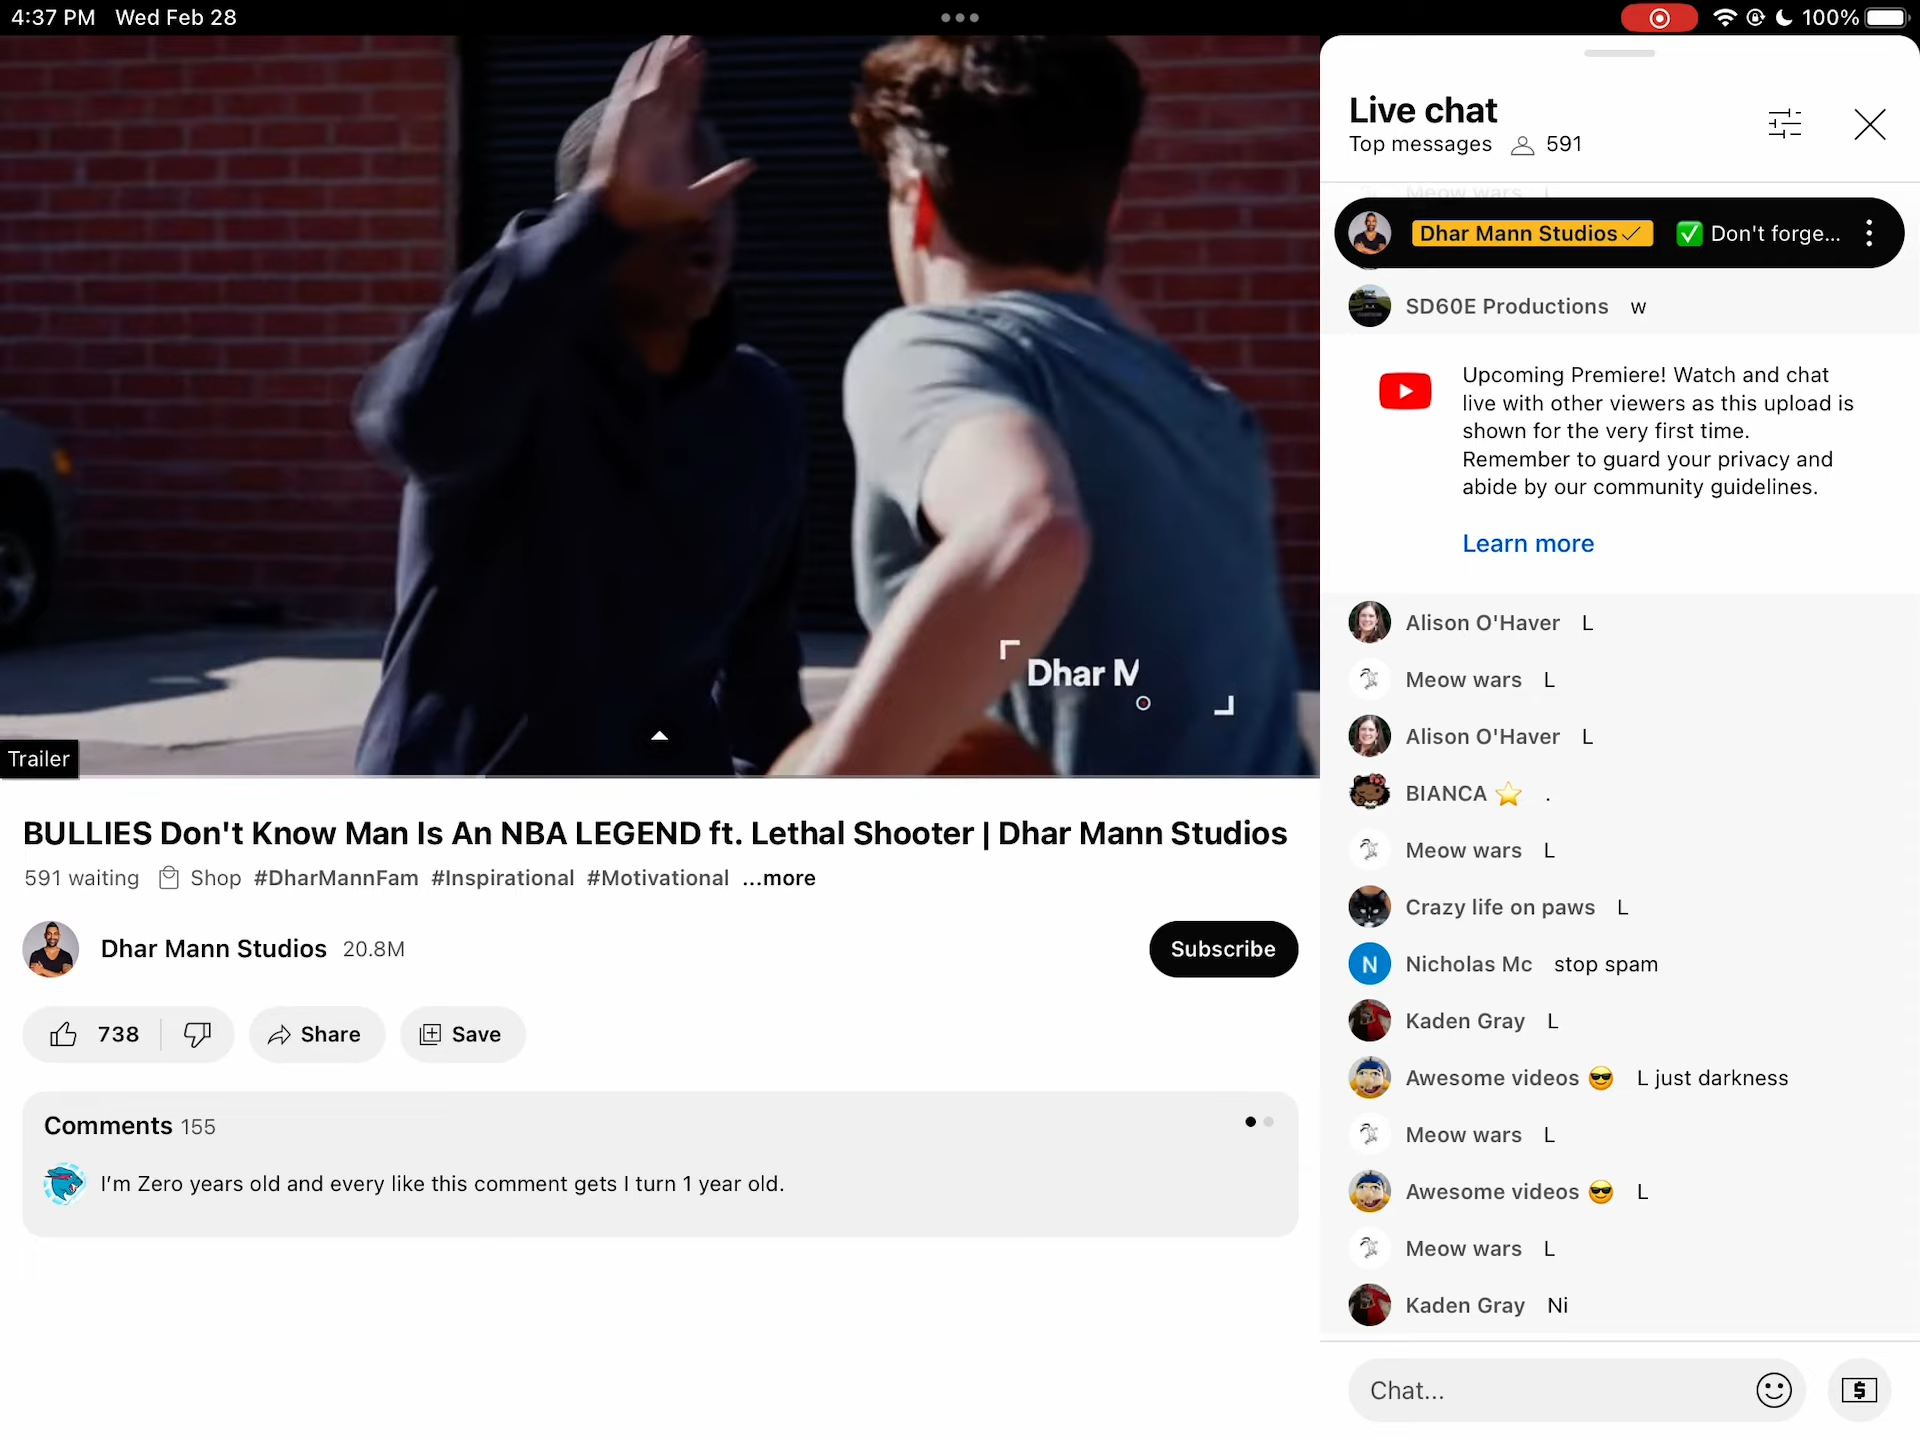 4:37 PM Wed Feb 28
100%
Dhar M
Trailer
BULLIES Don't Know Man Is An NBA LEGEND ft. Lethal Shooter | Dhar Mann Studios
591 waiting Shop #DharMannFam #Inspirational #Motivational ...more
Dhar Mann Studios 20.8M
Subscribe
738 Share Save
Comments 155
I'm Zero years old and every like this comment gets I turn 1 year old.
Live chat
Top messages 591
Meow wars L
Dhar Mann Studios ✓ ✅ Don't forge...
SD60E Productions w
Upcoming Premiere! Watch and chat
live with other viewers as this upload is
shown for the very first time.
Remember to guard your privacy and
abide by our community guidelines.
Learn more
Alison O'Haver L
Meow wars L
Alison O'Haver L
BIANCA ⭐ .
Meow wars L
Crazy life on paws L
N Nicholas Mc stop spam
Kaden Gray L
Awesome videos 😎 L just darkness
Meow wars L
Awesome videos 😎 L
Meow wars L
Kaden Gray Ni
Chat...